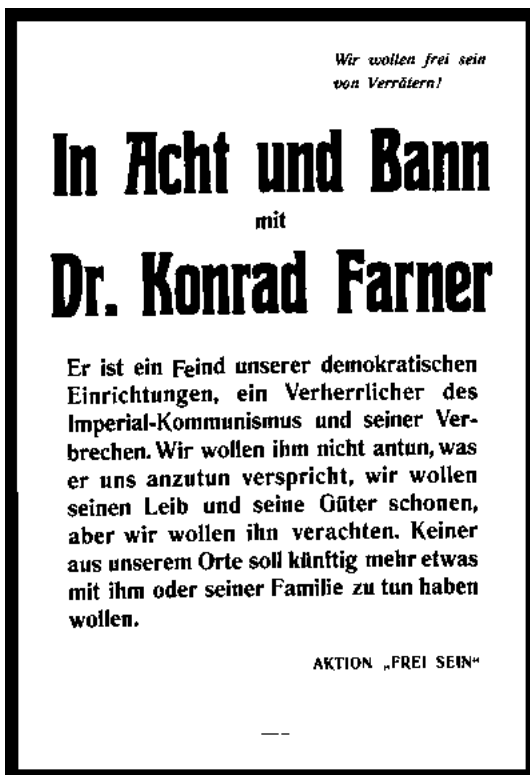 Wir wollen frei sein
von Verrätern!
In Acht und Bann
mit
Dr. Konrad Farner
Er ist ein Feind unserer demokratischen
Einrichtungen, ein Verherrlicher des
Imperial-Kommunismus und seiner Ver-
brechen. Wir wollen ihm nicht antun, was
er uns anzutun verspricht, wir wollen
seinen Leib und seine Güter schonen,
aber wir wollen ihn verachten. Keiner
aus unserem Orte soll künftig mehr etwas
mit ihm oder seiner Familie zu tun haben
wollen.
AKTION „FREI SEIN“